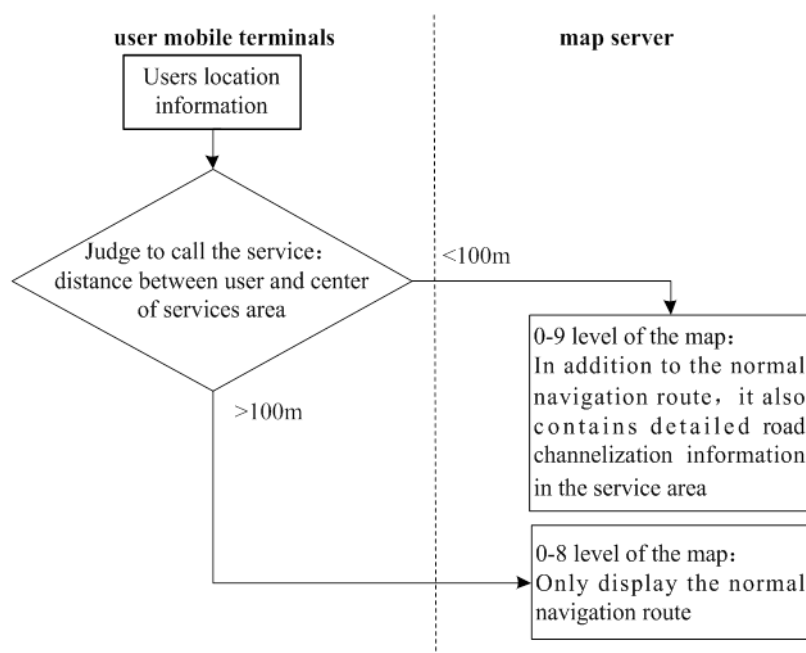 user mobile terminals
map server
Users location
information
Judge to call the service：
distance between user and center
of services area
<100m
>100m
0-9 level of the map：
In addition to the normal
navigation route，it also
contains detailed road
channelization information
in the service area
0-8 level of the map：
Only display the normal
navigation route